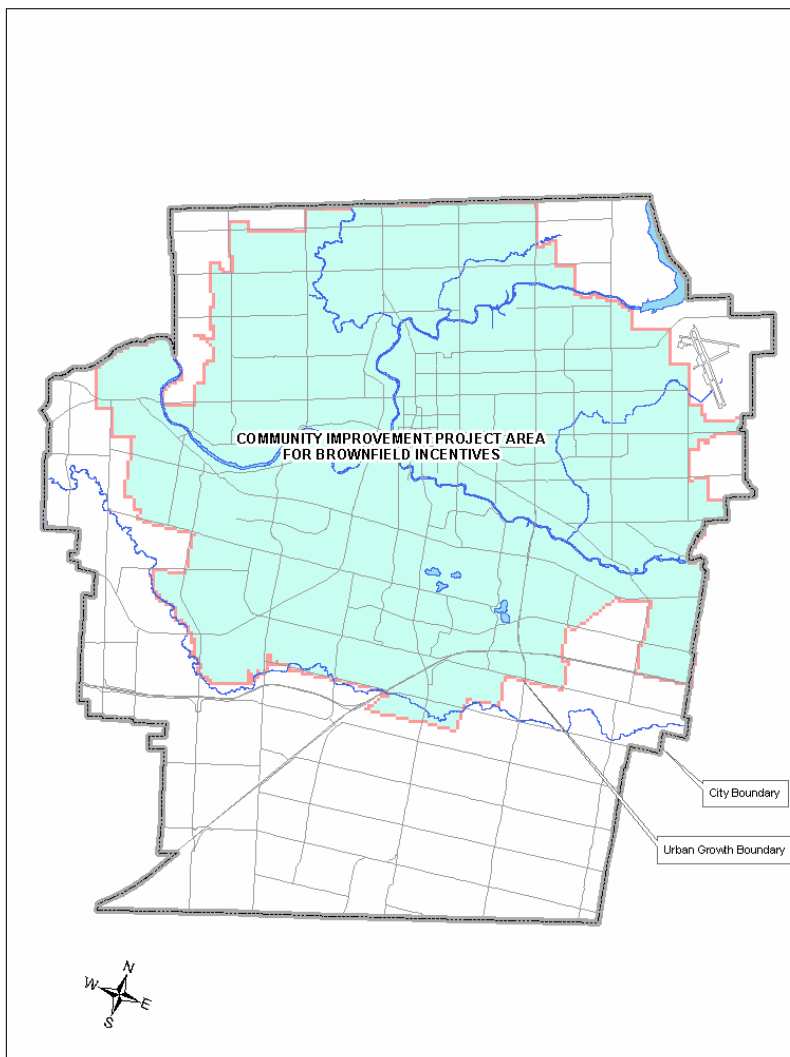 COMMUNITY IMPROVEMENT PROJECT AREA
FOR BROWNFIELD INCENTIVES
City Boundary
Urban Growth Boundary
N
W
E
S